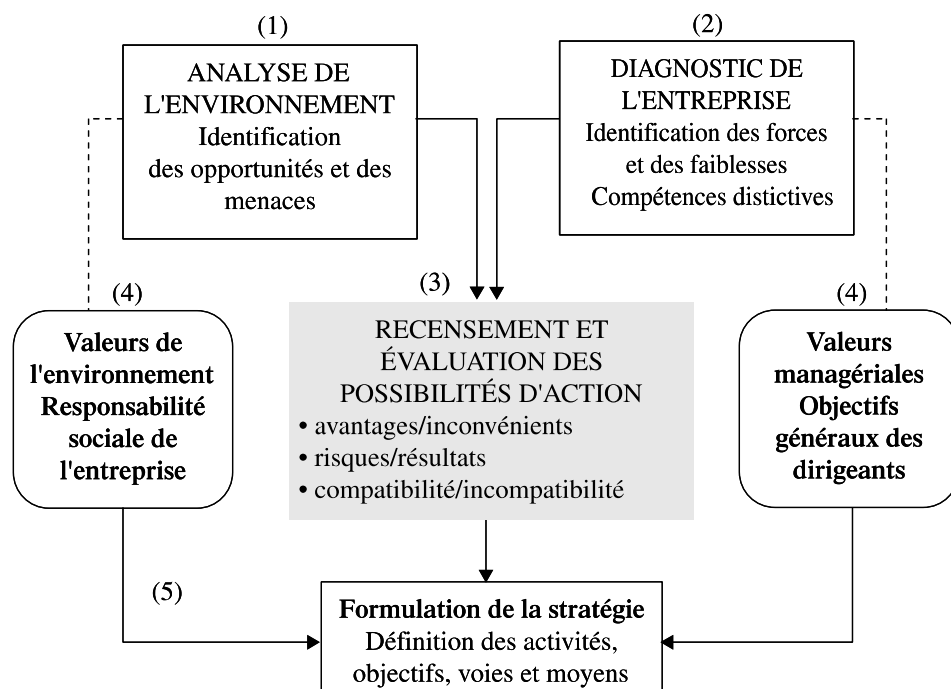 (1)
ANALYSE DE
L'ENVIRONNEMENT
Identification
des opportunités et des
menaces
(2)
DIAGNOSTIC DE
L'ENTREPRISE
Identification des forces
et des faiblesses
Compétences distictives
(4)
Valeurs de
l'environnement
Responsabilité
sociale de
l'entreprise
(3)
RECENSEMENT ET
ÉVALUATION DES
POSSIBILITÉS D'ACTION
• avantages/inconvénients
• risques/résultats
• compatibilité/incompatibilité
(4)
Valeurs
managériales
Objectifs
généraux des
dirigeants
(5)
Formulation de la stratégie
Définition des activités,
objectifs, voies et moyens